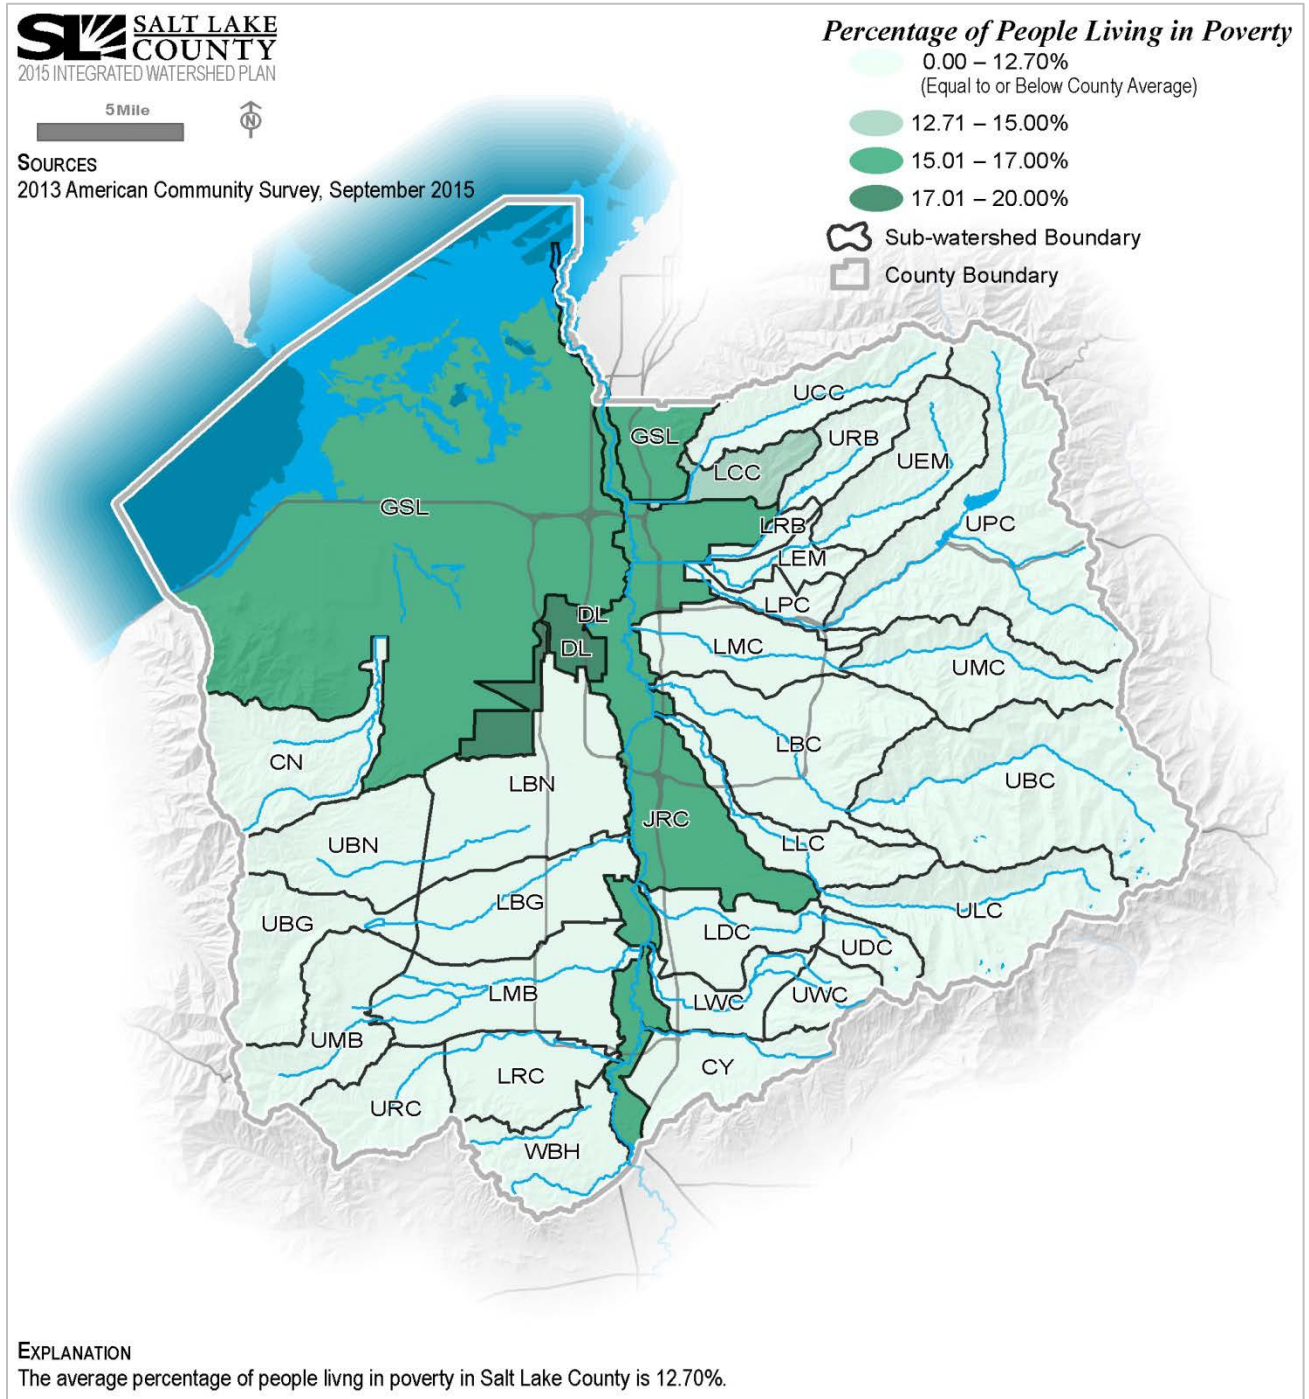 SL SALT LAKE
COUNTY
2015 INTEGRATED WATERSHED PLAN
5 Mile
N
SOURCES
2013 American Community Survey, September 2015
Percentage of People Living in Poverty
0.00 – 12.70%
(Equal to or Below County Average)
12.71 – 15.00%
15.01 – 17.00%
17.01 – 20.00%
Sub-watershed Boundary
County Boundary
UCC
GSL
URB
UEM
LCC
GSL
LRB
UPC
LEM
LPC
DL
DL
LMC
UMC
CN
LBC
UBC
LBN
JRC
UBN
LLC
LBG
ULC
UBG
LDC
UDC
LMB
LWC
UWC
UMB
LRC
CY
URC
WBH
EXPLANATION
The average percentage of people livng in poverty in Salt Lake County is 12.70%.